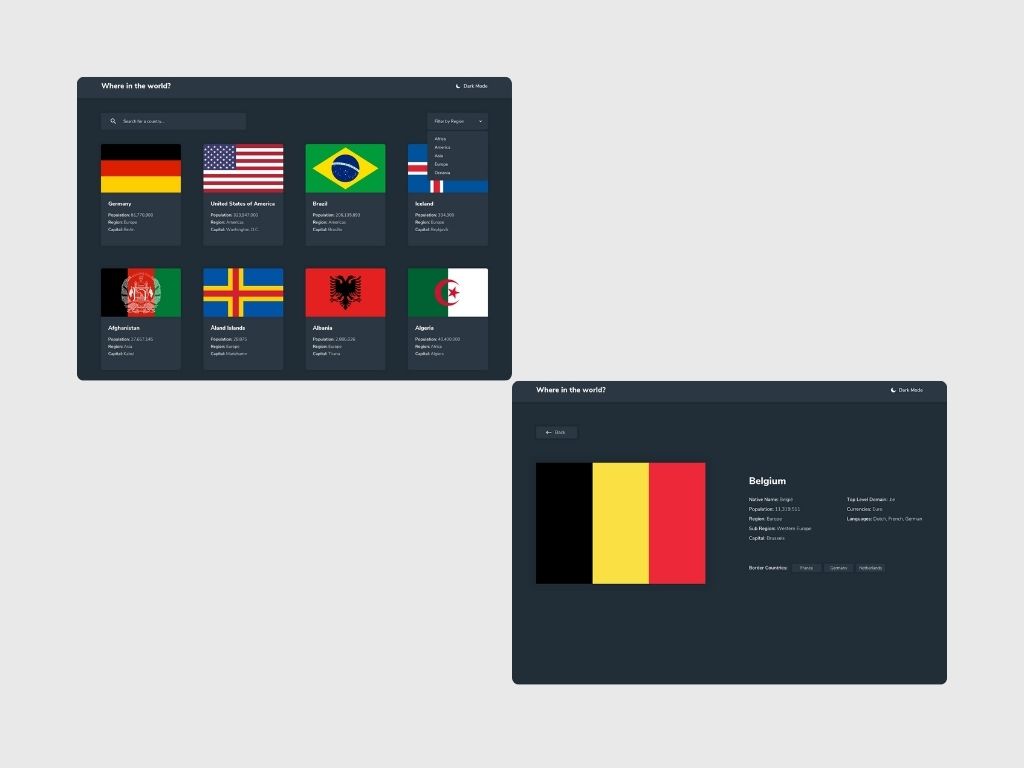 Where in the world?
Dark Mode
Search for a country...
Filter by Region
Africa
America
Asia
Europe
Oceania
Germany
Population: 81,770,900
Region: Europe
Capital: Berlin
United States of America
Population: 323,947,000
Region: Americas
Capital: Washington, D.C.
Brazil
Population: 206,135,893
Region: Americas
Capital: Brasília
Iceland
Population: 334,300
Region: Europe
Capital: Reykjavík
Afghanistan
Population: 27,657,145
Region: Asia
Capital: Kabul
Åland Islands
Population: 28,875
Region: Europe
Capital: Mariehamn
Albania
Population: 2,886,026
Region: Europe
Capital: Tirana
Algeria
Population: 40,400,000
Region: Africa
Capital: Algiers
Where in the world?
Dark Mode
Back
Belgium
Native Name: België
Population: 11,319,511
Region: Europe
Sub Region: Western Europe
Capital: Brussels
Top Level Domain: .be
Currencies: Euro
Languages: Dutch, French, German
Border Countries:
France
Germany
Netherlands